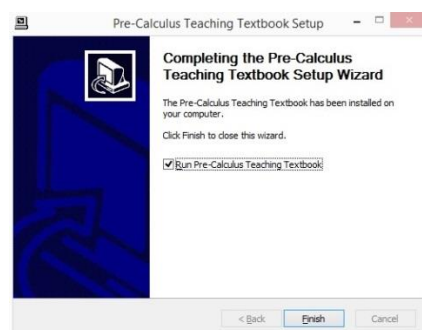 Pre-Calculus Teaching Textbook Setup
Completing the Pre-Calculus
Teaching Textbook Setup Wizard
The Pre-Calculus Teaching Textbook has been installed on
your computer.
Click Finish to close this wizard.
Run Pre-Calculus Teaching Textbook
< Back
Finish
Cancel